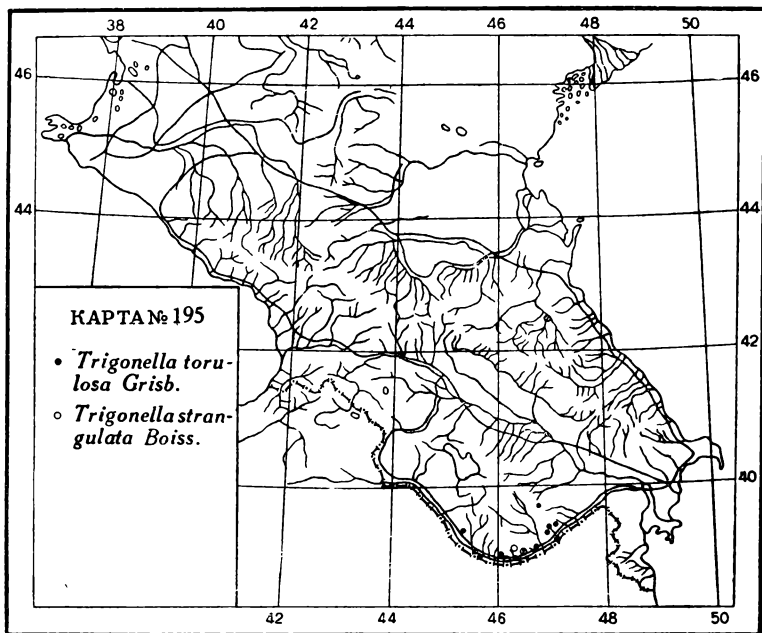 38 40 42 44 46 48 50
46 46
44 44
КАРТА № 195
• Trigonella toru-
losa Grisb.
○ Trigonella stran-
gulata Boiss.
42
40
42 44 46 48 50